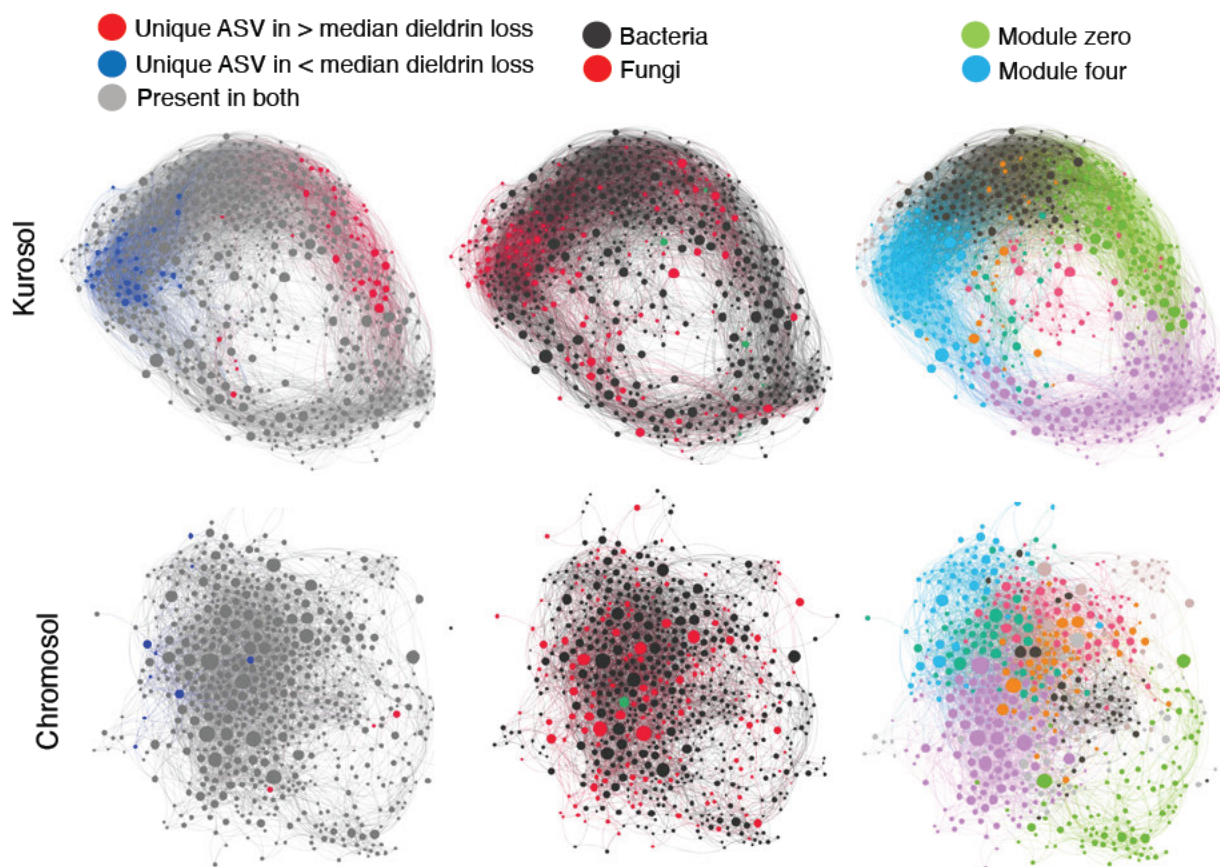 Unique ASV in > median dieldrin loss
Unique ASV in < median dieldrin loss
Present in both
Bacteria
Fungi
Module zero
Module four
Kurosol
Chromosol